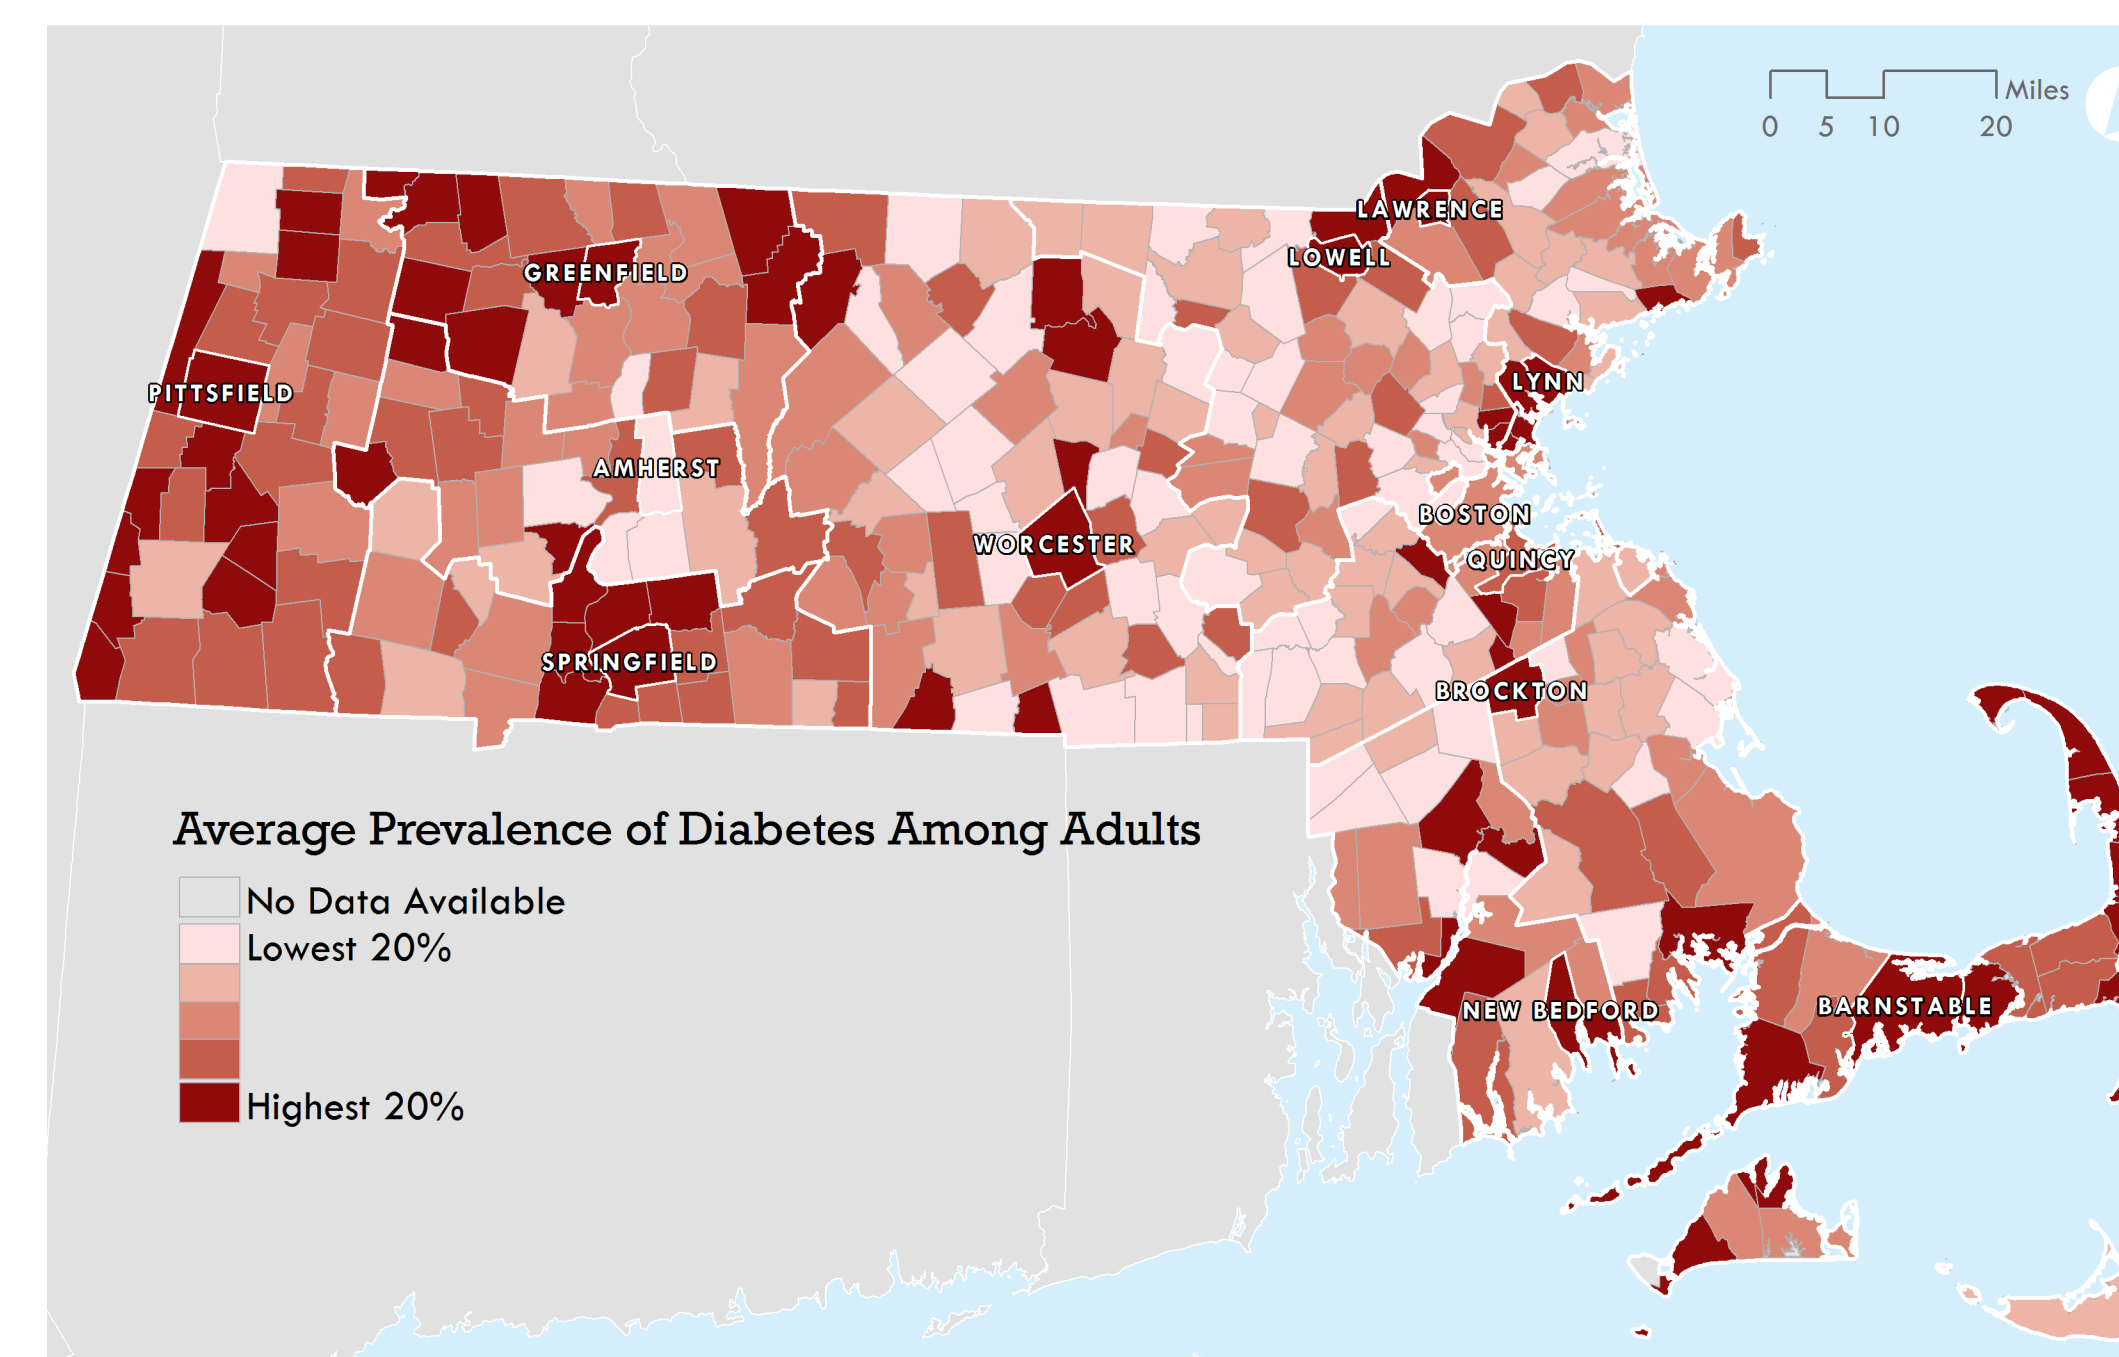 Miles
0 5 10 20
LAWRENCE
LOWELL
GREENFIELD
PITTSFIELD
LYNN
AMHERST
BOSTON
WORCESTER
QUINCY
SPRINGFIELD
BROCKTON
Average Prevalence of Diabetes Among Adults
No Data Available
Lowest 20%
Highest 20%
NEW BEDFORD
BARNSTABLE